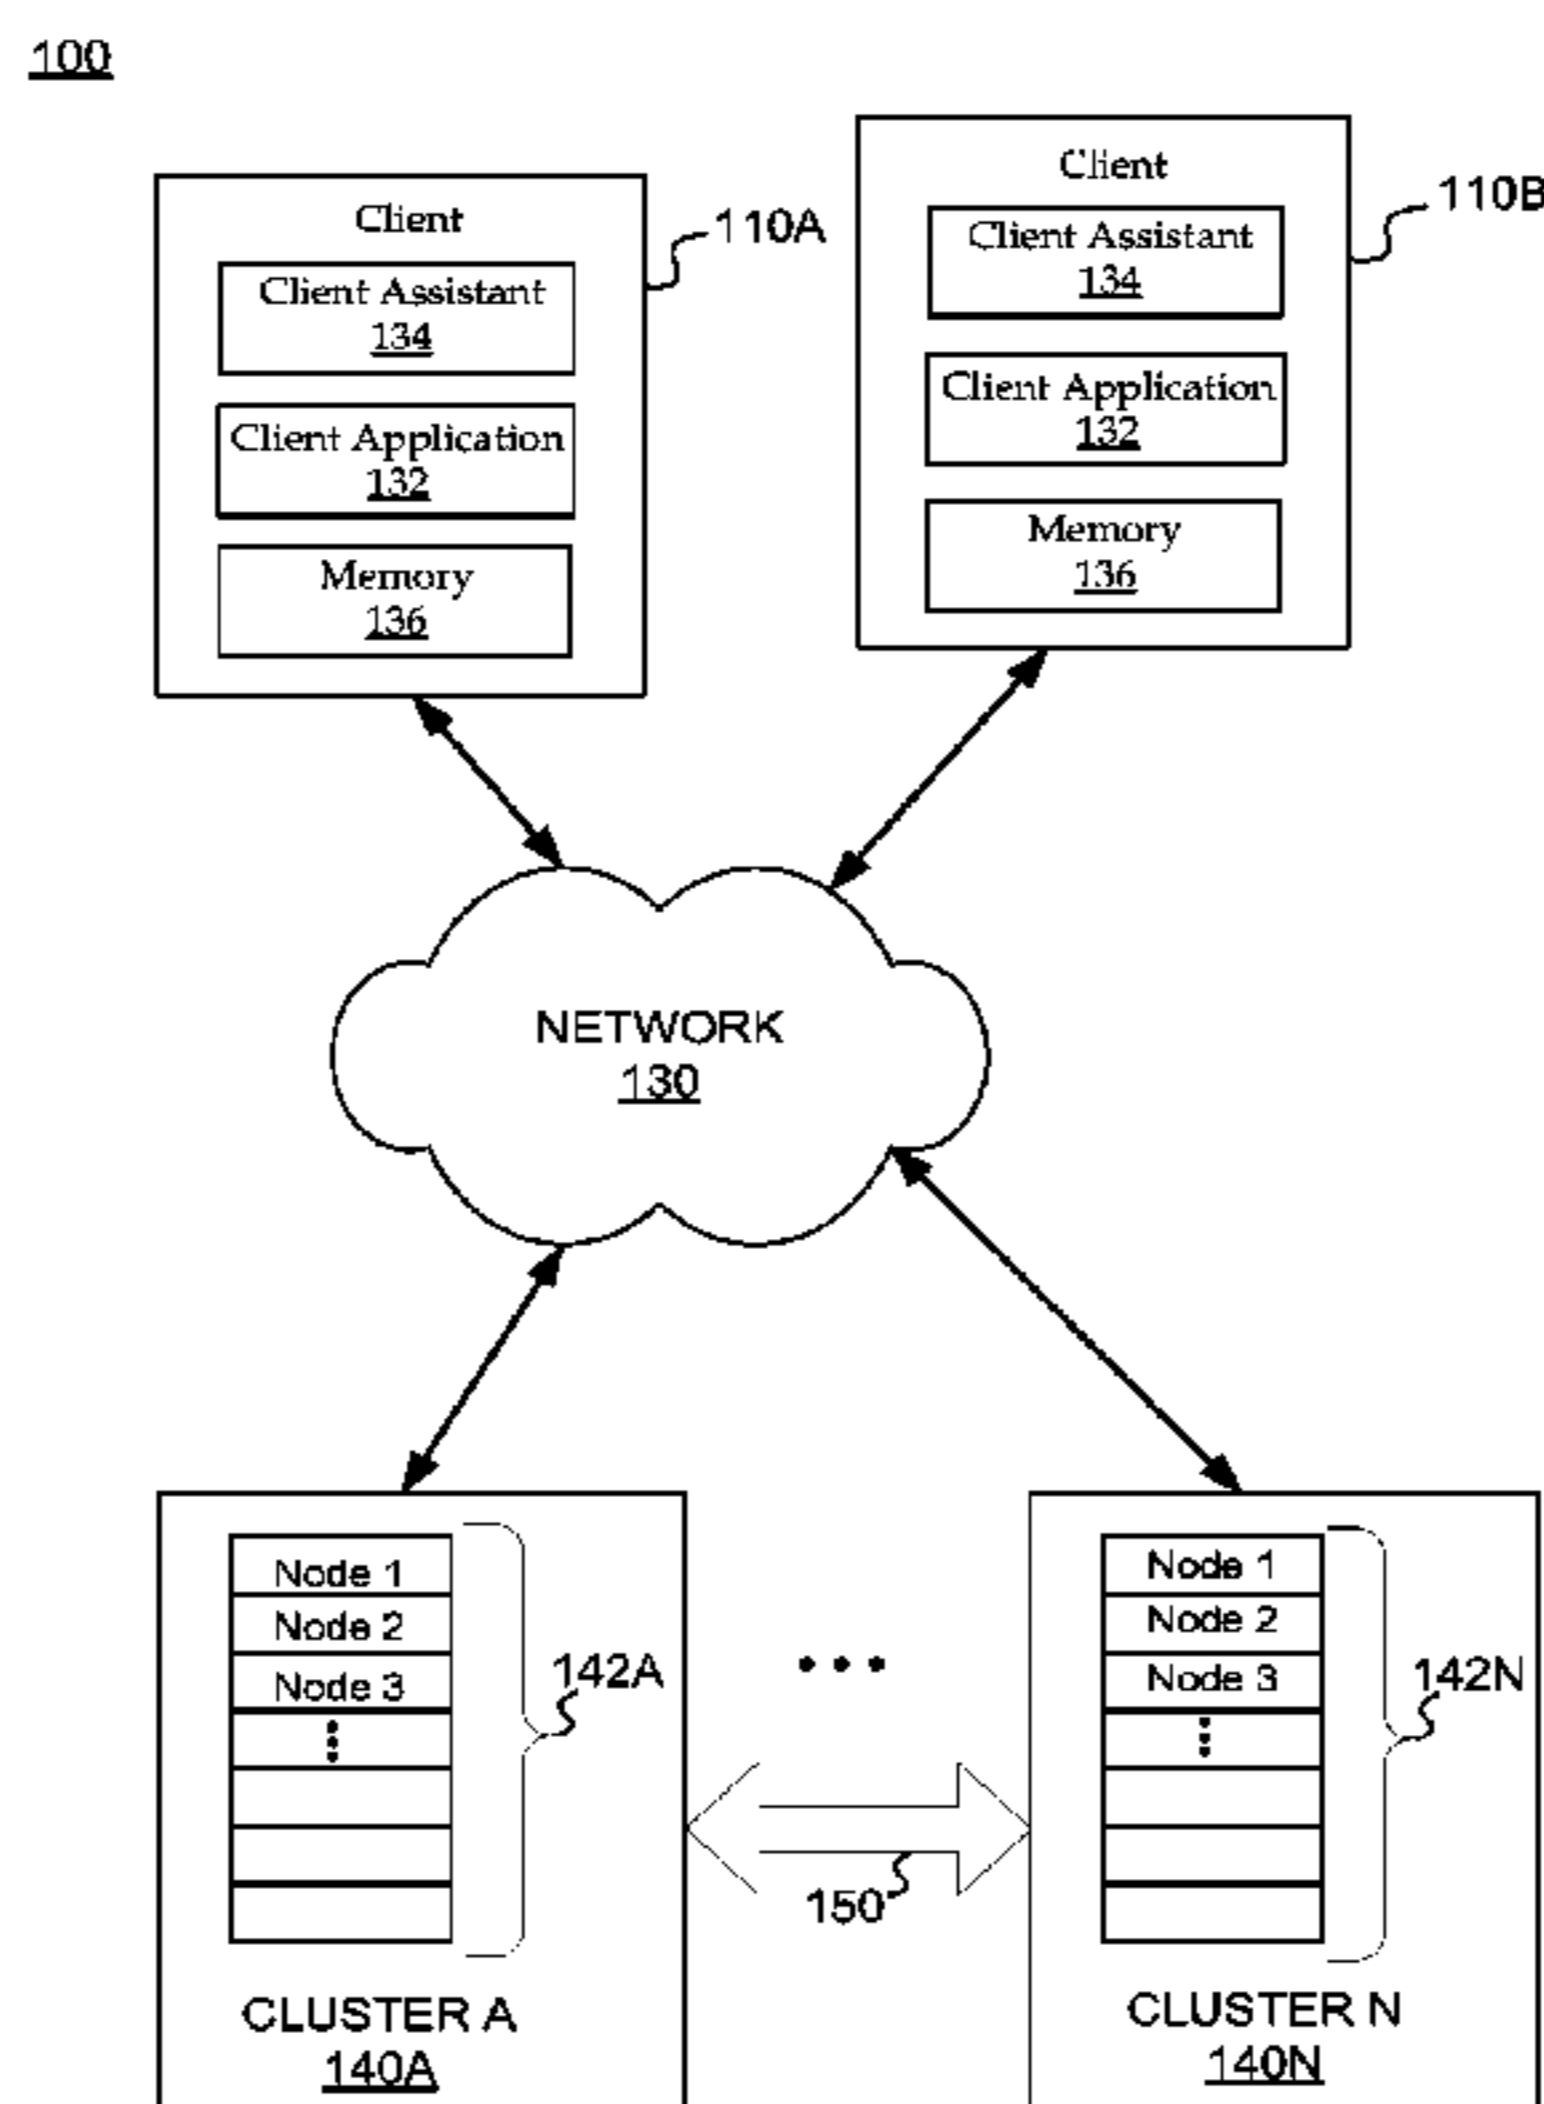 100
Client
110A
Client Assistant
134
Client Application
132
Memory
136
Client
110B
Client Assistant
134
Client Application
132
Memory
136
NETWORK
130
Node 1
Node 2
Node 3
142A
CLUSTER A
140A
150
Node 1
Node 2
Node 3
142N
CLUSTER N
140N